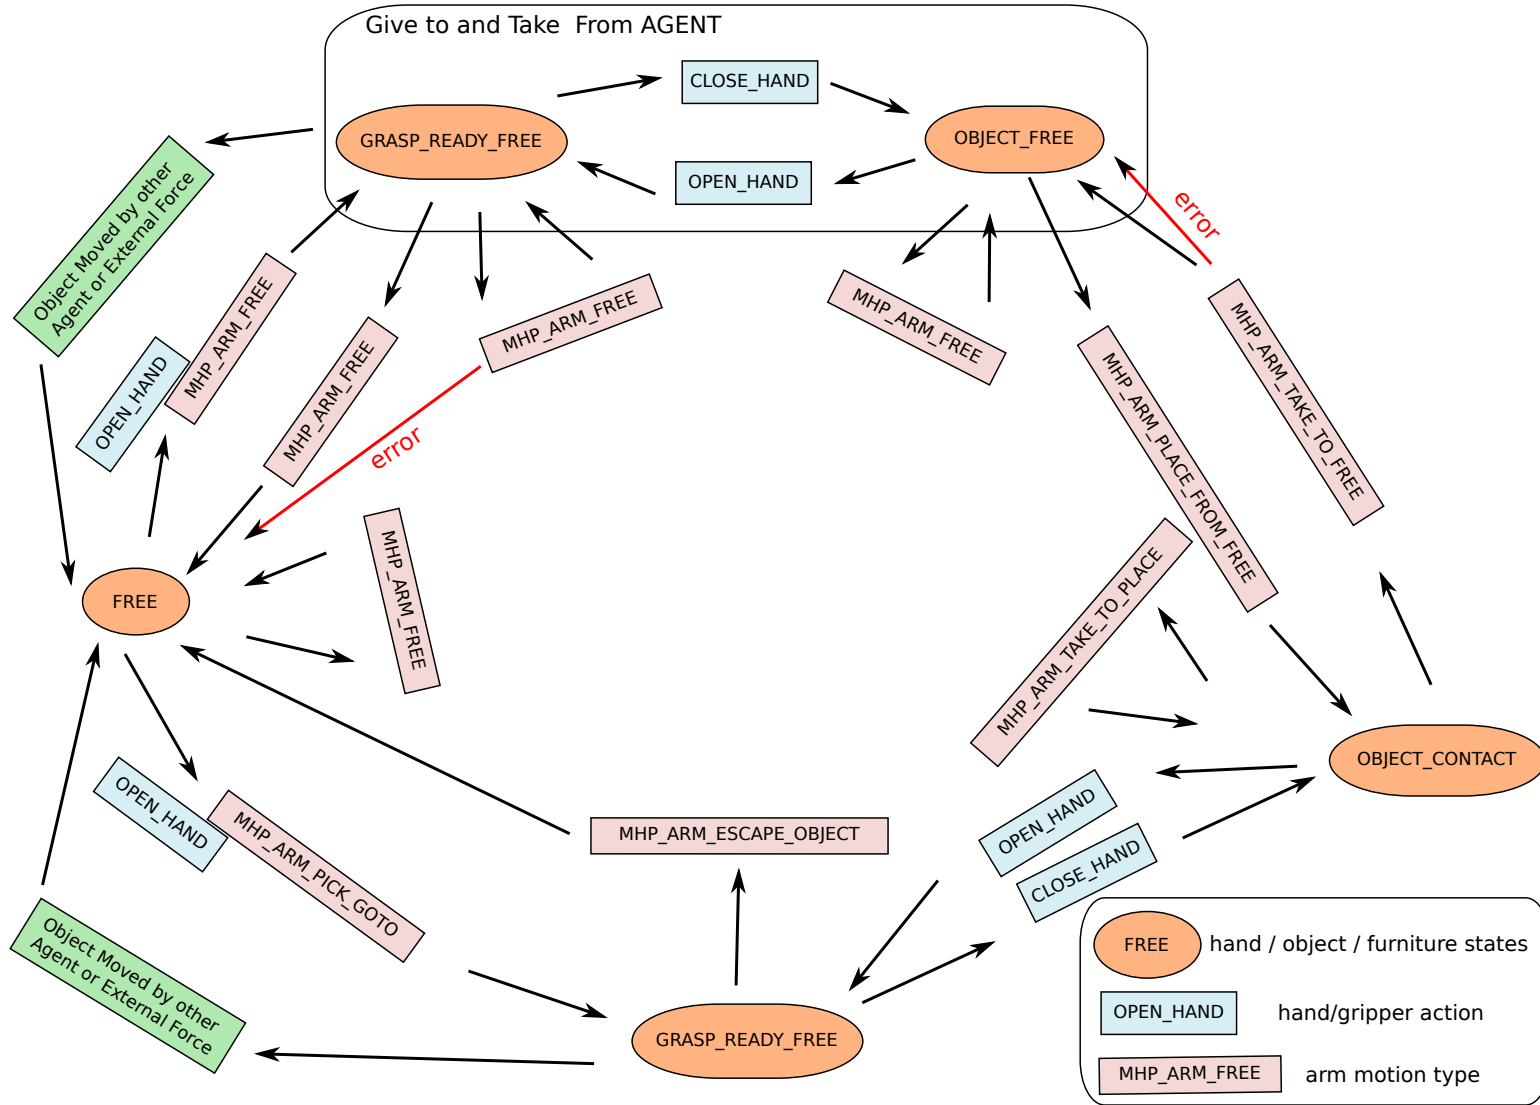 Give to and Take From AGENT
CLOSE_HAND
GRASP_READY_FREE
OBJECT_FREE
OPEN_HAND
error
Object Moved by other
Agent or External Force
MHP_ARM_FREE
OPEN_HAND
MHP_ARM_FREE
MHP_ARM_FREE
error
MHP_ARM_FREE
MHP_ARM_PLACE_FROM_FREE
MHP_ARM_TAKE_TO_FREE
MHP_ARM_FREE
FREE
MHP_ARM_TAKE_TO_PLACE
OBJECT_CONTACT
OPEN_HAND
MHP_ARM_PICK_GOTO
MHP_ARM_ESCAPE_OBJECT
OPEN_HAND
CLOSE_HAND
Object Moved by other
Agent or External Force
GRASP_READY_FREE
FREE
hand / object / furniture states
OPEN_HAND
hand/gripper action
MHP_ARM_FREE
arm motion type